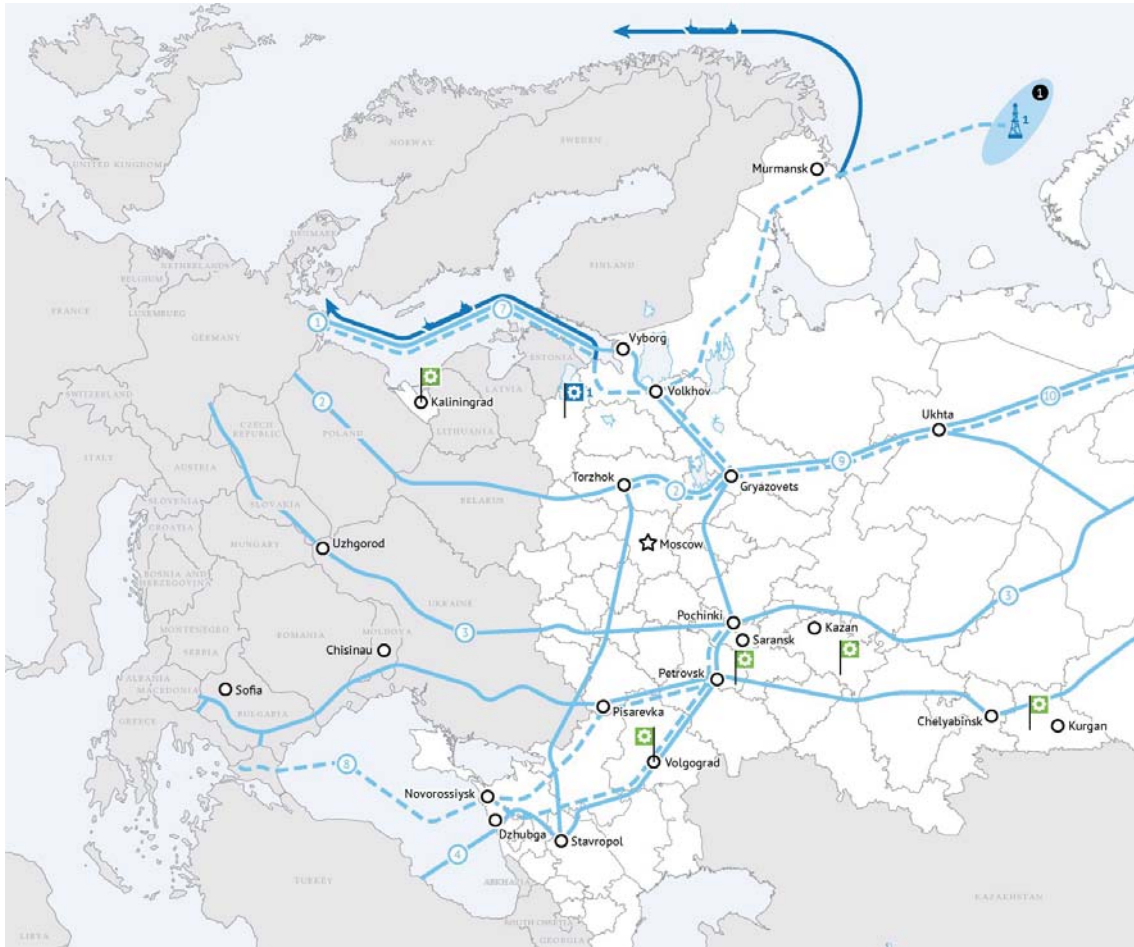 1
1
NORWAY
SWEDEN
Murmansk
UNITED KINGDOM
DENMARK
FINLAND
NETHERLANDS
BELGIUM
LUXEMBURG
FRANCE
GERMANY
1
7
Vyborg
ESTONIA
LATVIA
1
Volkhov
SWITZERLAND
2
Kaliningrad
LITHUANIA
10
Ukhta
CZECH
REPUBLIC
POLAND
ITALY
AUSTRIA
9
Torzhok
2
Gryazovets
BELARUS
SLOVENIA
SLOVAKIA
CROATIA
HUNGARY
Uzhgorod
Moscow
BOSNIA AND
HERZEGOVINA
UKRAINE
3
3
Pochinki
Kazan
MONTENEGRO
ROMANIA
MOLDOVA
Saransk
SERBIA
Chisinau
ALBANIA
MACEDONIA
Sofia
Petrovsk
BULGARIA
Pisarevka
GREECE
Chelyabinsk
Kurgan
8
Volgograd
Novorossiysk
Dzhubga
Stavropol
4
TURKEY
ABKHAZIA
KAZAKHSTAN
SOUTH OSSETIA
GEORGIA
LIBYA